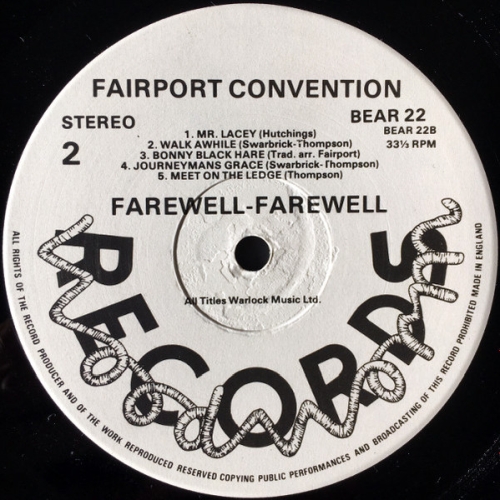 FAIRPORT CONVENTION
STEREO
BEAR 22
BEAR 22B
2
33⅓ RPM
1. MR. LACEY (Hutchings)
2. WALK AWHILE (Swarbrick-Thompson)
3. BONNY BLACK HARE (Trad. arr. Fairport)
4. JOURNEYMANS GRACE (Swarbrick-Thompson)
5. MEET ON THE LEDGE (Thompson)
FAREWELL-FAREWELL
All Titles Warlock Music Ltd.
RECORDS
ALL RIGHTS OF THE RECORD PRODUCER AND OF THE WORK REPRODUCED RESERVED COPYING PUBLIC PERFORMANCES AND BROADCASTING OF THIS RECORD PROHIBITED MADE IN ENGLAND